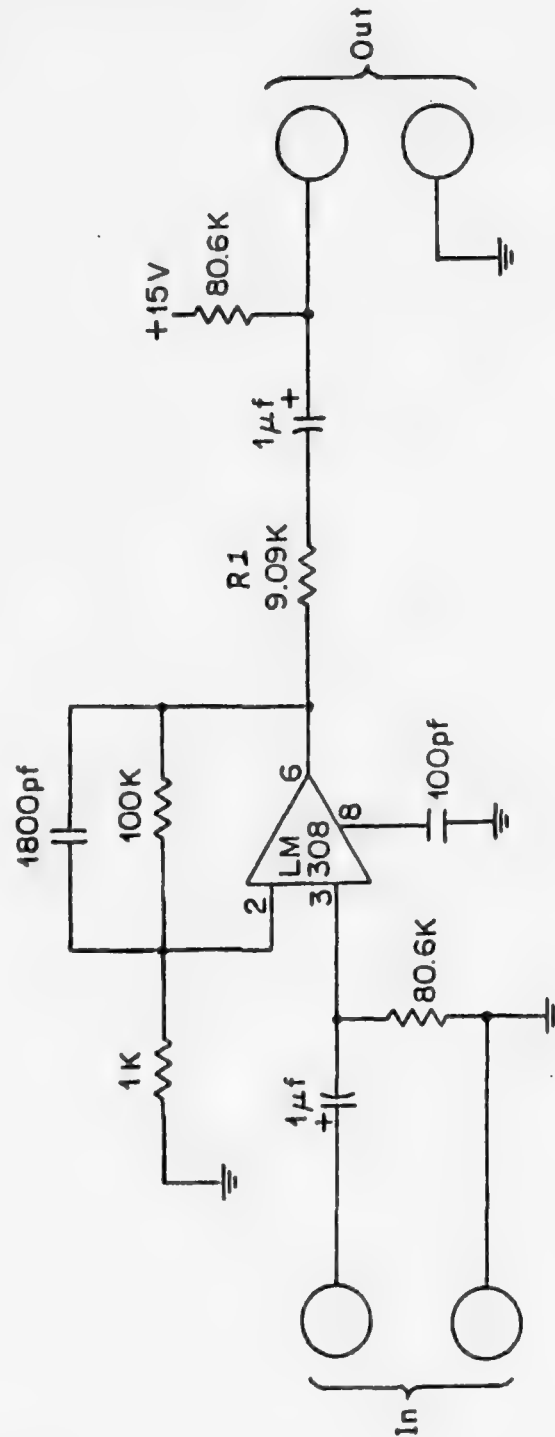 1800pf
100K
1K
2
LM
308
3
6
8
100pf
R1
9.09K
1μf
+
+15V
80.6K
Out
1μf
+
80.6K
In